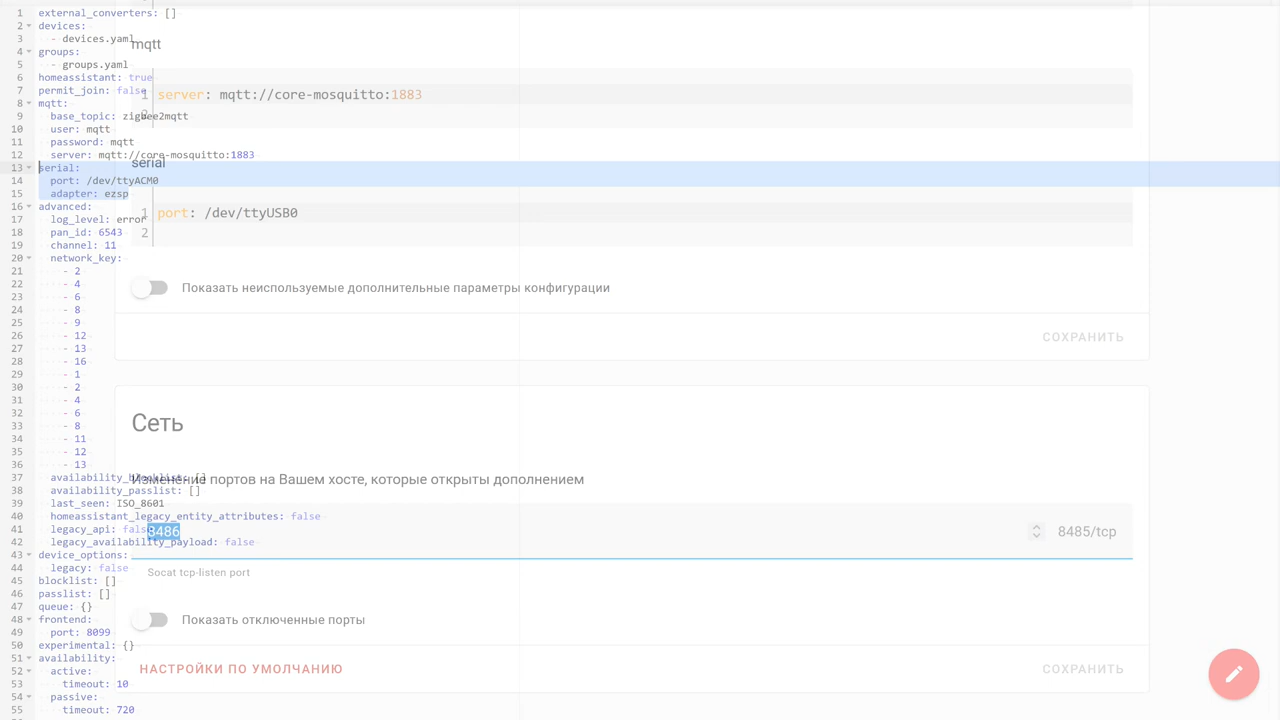 1 external_converters: []
2 devices:
3 - devices.yaml
4 groups:
5 - groups.yaml
6 homeassistant: true
7 permit_join: false
8 mqtt:
9 base_topic: zigbee2mqtt
10 user: mqtt
11 password: mqtt
12 server: mqtt://core-mosquitto:1883
13 serial:
14 port: /dev/ttyACM0
15 adapter: ezsp
16 advanced:
17 log_level: error
18 pan_id: 6543
19 channel: 11
20 network_key:
21 - 2
22 - 4
23 - 6
24 - 8
25 - 9
26 - 12
27 - 13
28 - 16
29 - 1
30 - 2
31 - 4
32 - 6
33 - 8
34 - 11
35 - 12
36 - 13
37 availability_blocklist: []
38 availability_passlist: []
39 last_seen: ISO_8601
40 homeassistant_legacy_entity_attributes: false
41 legacy_api: false
42 legacy_availability_payload: false
43 device_options:
44 legacy: false
45 blocklist: []
46 passlist: []
47 queue: {}
48 frontend:
49 port: 8099
50 experimental: {}
51 availability:
52 active:
53 timeout: 10
54 passive:
55 timeout: 720
mqtt
1 server: mqtt://core-mosquitto:1883
2
serial
1 port: /dev/ttyUSB0
2
Показать неиспользуемые дополнительные параметры конфигурации
СОХРАНИТЬ
Сеть
Изменение портов на Вашем хосте, которые открыты дополнением
8486 8485/tcp
Socat tcp-listen port
Показать отключенные порты
НАСТРОЙКИ ПО УМОЛЧАНИЮ СОХРАНИТЬ